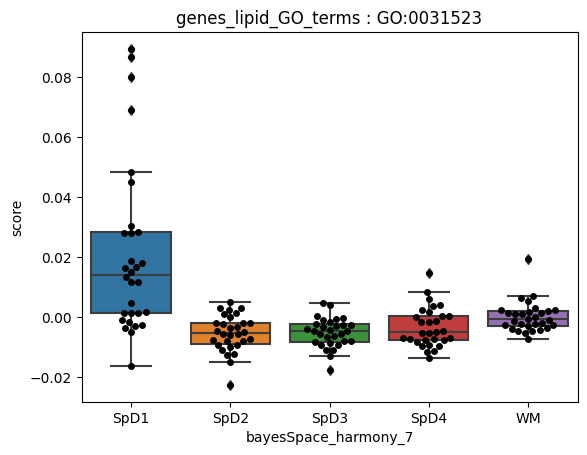 genes_lipid_GO_terms : GO:0031523
score
0.08
0.06
0.04
0.02
0.00
−0.02
SpD1 SpD2 SpD3 SpD4 WM
bayesSpace_harmony_7